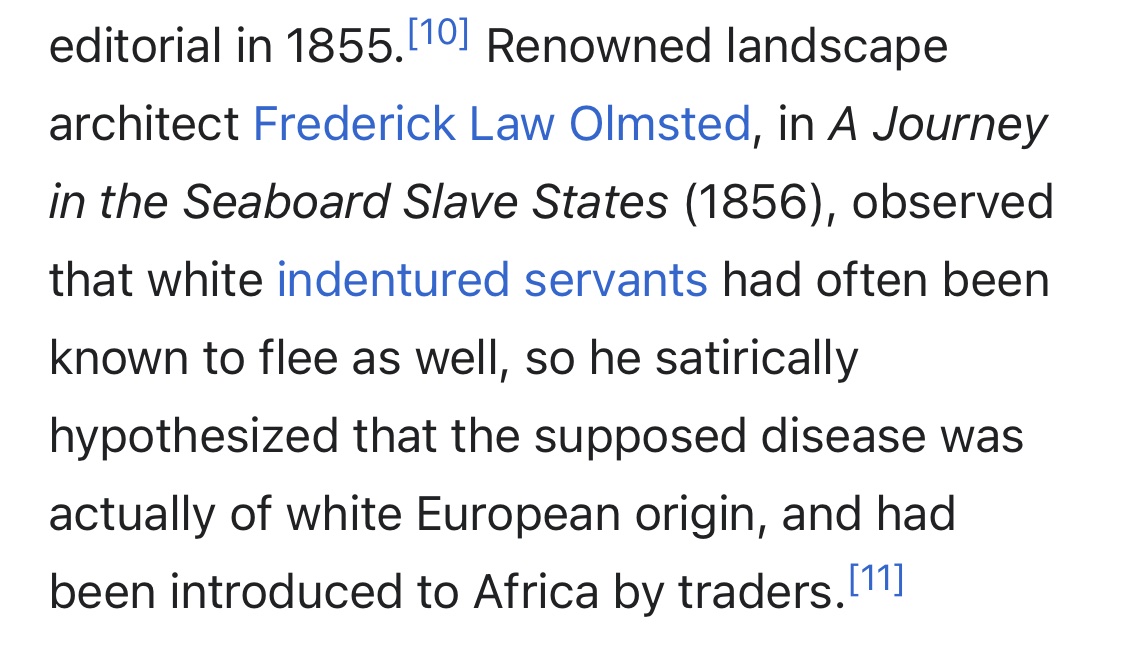 editorial in 1855.[10] Renowned landscape
architect Frederick Law Olmsted, in A Journey
in the Seaboard Slave States (1856), observed
that white indentured servants had often been
known to flee as well, so he satirically
hypothesized that the supposed disease was
actually of white European origin, and had
been introduced to Africa by traders.[11]